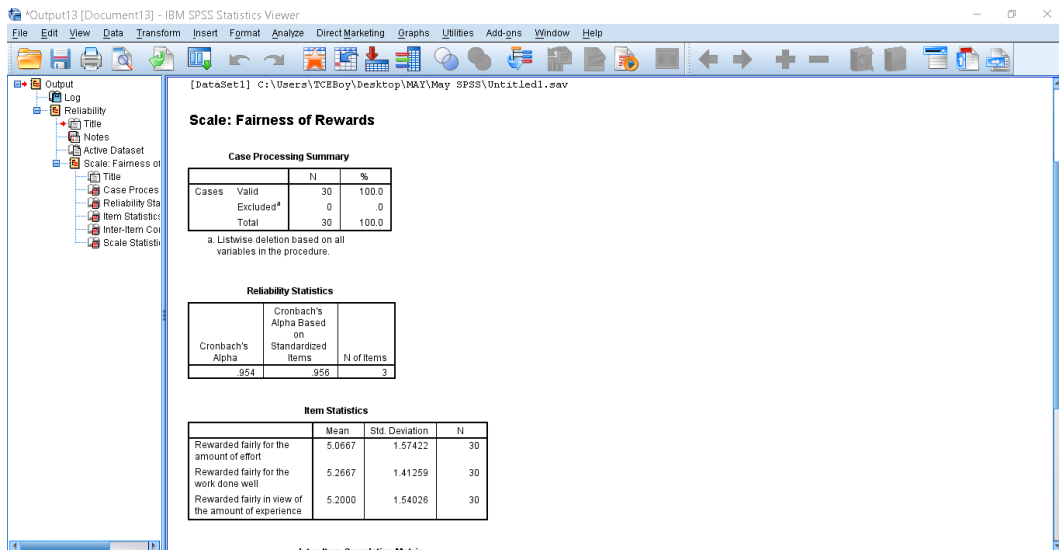 *Output13 [Document13] - IBM SPSS Statistics Viewer
File Edit View Data Transform Insert Format Analyze Direct Marketing Graphs Utilities Add-ons Window Help
Output
Log
Reliability
Title
Notes
Active Dataset
Scale: Fairness of
Title
Case Proces
Reliability Sta
Item Statistics
Inter-Item Cor
Scale Statisti
[DataSet1] C:\Users\TCEBoy\Desktop\MAY\May SPSS\Untitled1.sav
Scale: Fairness of Rewards
Case Processing Summary
N %
Cases Valid 30 100.0
Excludedª 0 .0
Total 30 100.0
a. Listwise deletion based on all
variables in the procedure.
Reliability Statistics
Cronbach's Alpha Cronbach's Alpha Based on Standardized Items N of Items
.954 .956 3
Item Statistics
Mean Std. Deviation N
Rewarded fairly for the
amount of effort 5.0667 1.57422 30
Rewarded fairly for the
work done well 5.2667 1.41259 30
Rewarded fairly in view of
the amount of experience 5.2000 1.54026 30
Inter-Item Correlation Matrix